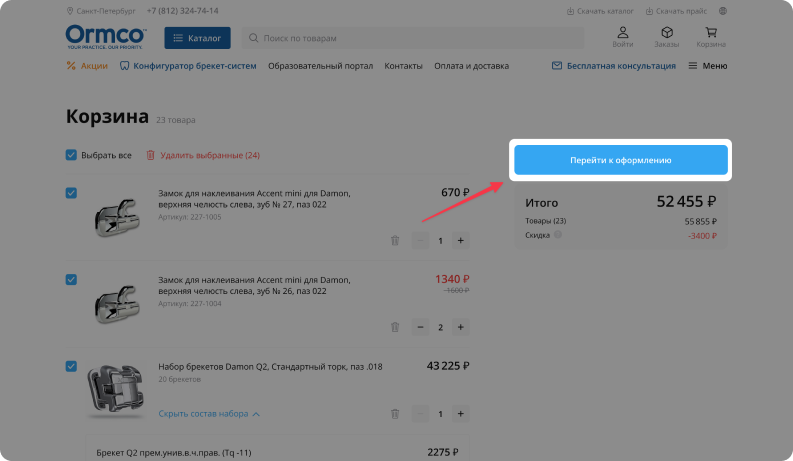 Санкт-Петербург
+7 (812) 324-74-14
Скачать каталог
Скачать прайс
Ormco™
YOUR PRACTICE. OUR PRIORITY.
Каталог
Поиск по товарам
Войти
Заказы
Корзина
Акции
Конфигуратор брекет-систем
Образовательный портал
Контакты
Оплата и доставка
Бесплатная консультация
Меню
Корзина 23 товара
Выбрать все
Удалить выбранные (24)
Перейти к оформлению
Замок для наклеивания Accent mini для Damon,
верхняя челюсть слева, зуб № 27, паз 022
Артикул: 227-1005
670 ₽
− 1 +
Итого 52 455 ₽
Товары (23) 55 855 ₽
Скидка -3400 ₽
Замок для наклеивания Accent mini для Damon,
верхняя челюсть слева, зуб № 26, паз 022
Артикул: 227-1004
1340 ₽
-1600 ₽
− 2 +
Набор брекетов Damon Q2, Стандартный торк, паз .018
20 брекетов
43 225 ₽
Скрыть состав набора
− 1 +
Брекет Q2 прем.унив.в.ч.прав. (Tq -11)
2275 ₽